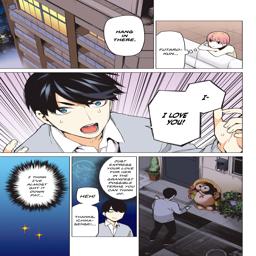 HANG
IN
THERE.
FUTARO-
KUN...
I-
I LOVE
YOU!
JUST
EXPRESS
YOUR LOVE
FOR HER
IN THE
GRANDEST
POSSIBLE
TERMS YOU
CAN THINK
OF.
HEH!
THANKS,
ICHIKA-
SENSEI...
I THINK
I'VE
ALMOST
GOT IT
DOWN
PAT...